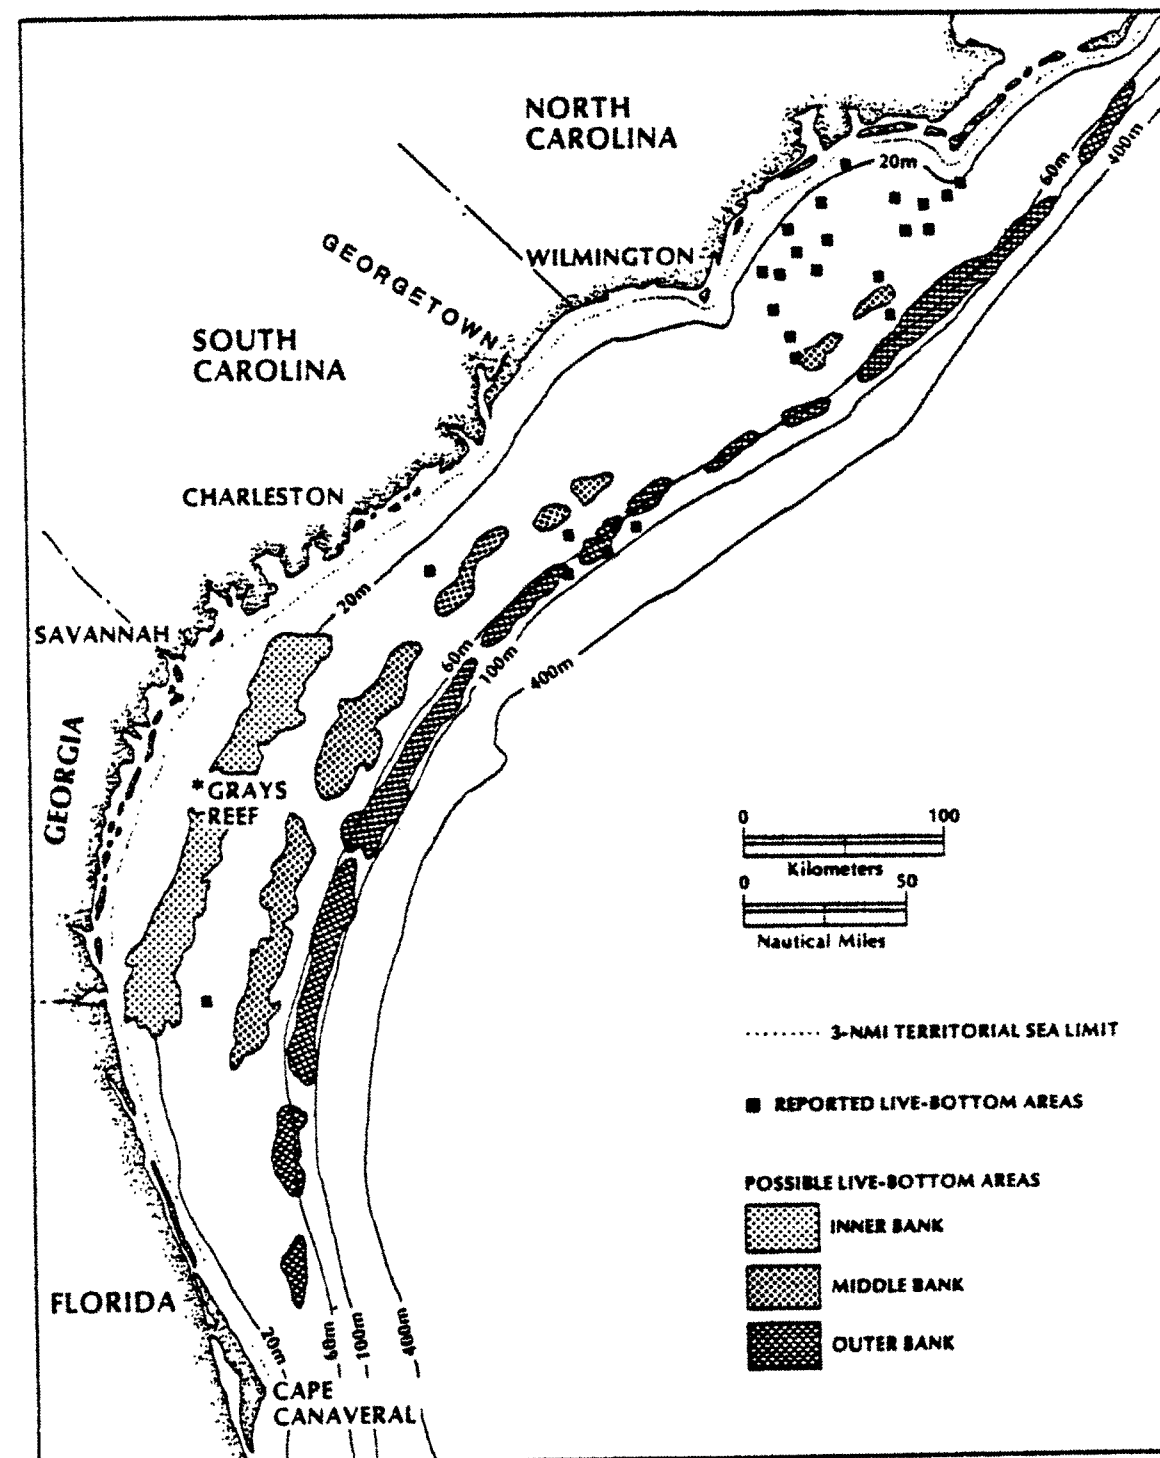 NORTH
CAROLINA
20m
60m
400m
WILMINGTON
GEORGETOWN
SOUTH
CAROLINA
CHARLESTON
20m
SAVANNAH
60m
100m
400m
GEORGIA
*GRAYS
REEF
0 100
Kilometers
0 50
Nautical Miles
3-NMI TERRITORIAL SEA LIMIT
REPORTED LIVE-BOTTOM AREAS
POSSIBLE LIVE-BOTTOM AREAS
INNER BANK
MIDDLE BANK
OUTER BANK
FLORIDA
20m
60m
100m
400m
CAPE
CANAVERAL